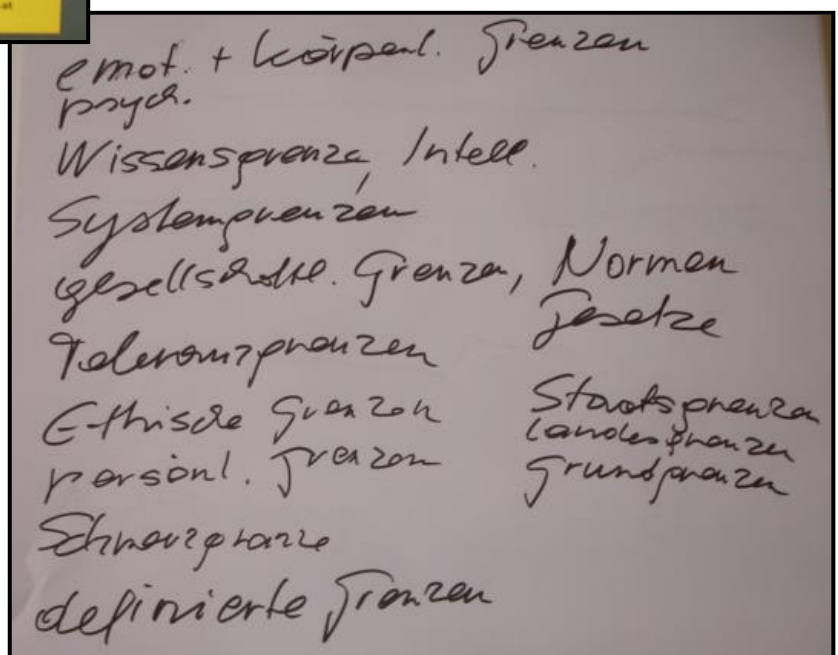 .at
emot. + körperl. Grenzen
psych.
Wissensgrenze, Intell.
Systemgrenzen
gesellschaftl. Grenzen, Normen
Gesetze
Toleranzgrenzen
Ethische Grenzen
persönl. Grenzen
Staatsgrenzen
Landesgrenzen
Grundgrenzen
Schmerzgrenze
definierte Grenzen